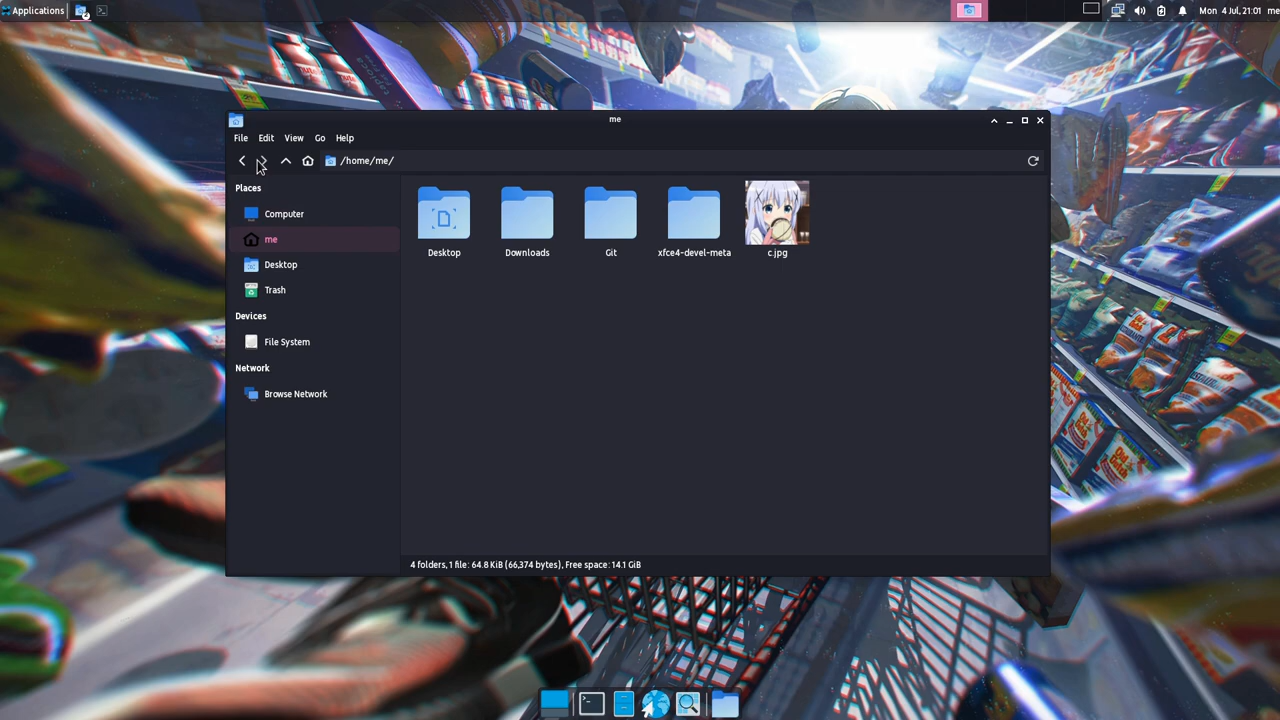 Applications
Mon 4 Jul, 21:01 me
me
File Edit View Go Help
/home/me/
Places
Computer
me
Desktop
Trash
Devices
File System
Network
Browse Network
Desktop Downloads Git xfce4-devel-meta c.jpg
4 folders, 1 file: 64.8 KiB (66,374 bytes), Free space: 14.1 GiB